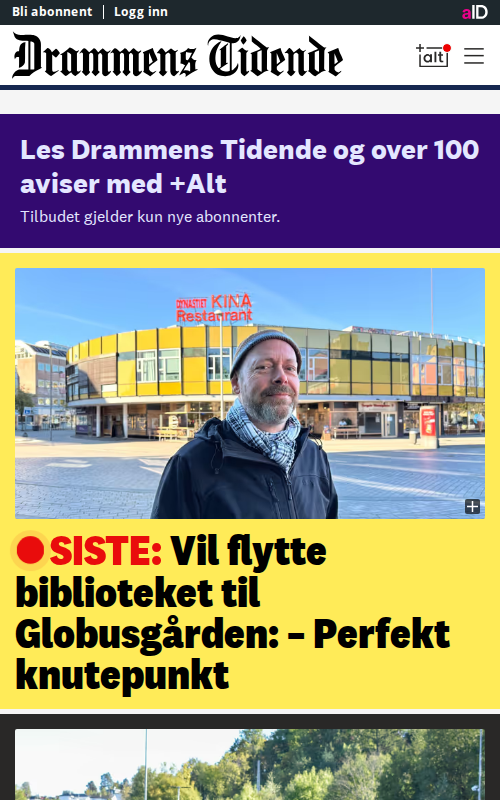 Bli abonnent | Logg inn
aID
Drammens Tidende
+alt
Les Drammens Tidende og over 100
aviser med +Alt
Tilbudet gjelder kun nye abonnenter.
DYNASTIET KINA
Restaurant
SISTE: Vil flytte
biblioteket til
Globusgården: – Perfekt
knutepunkt